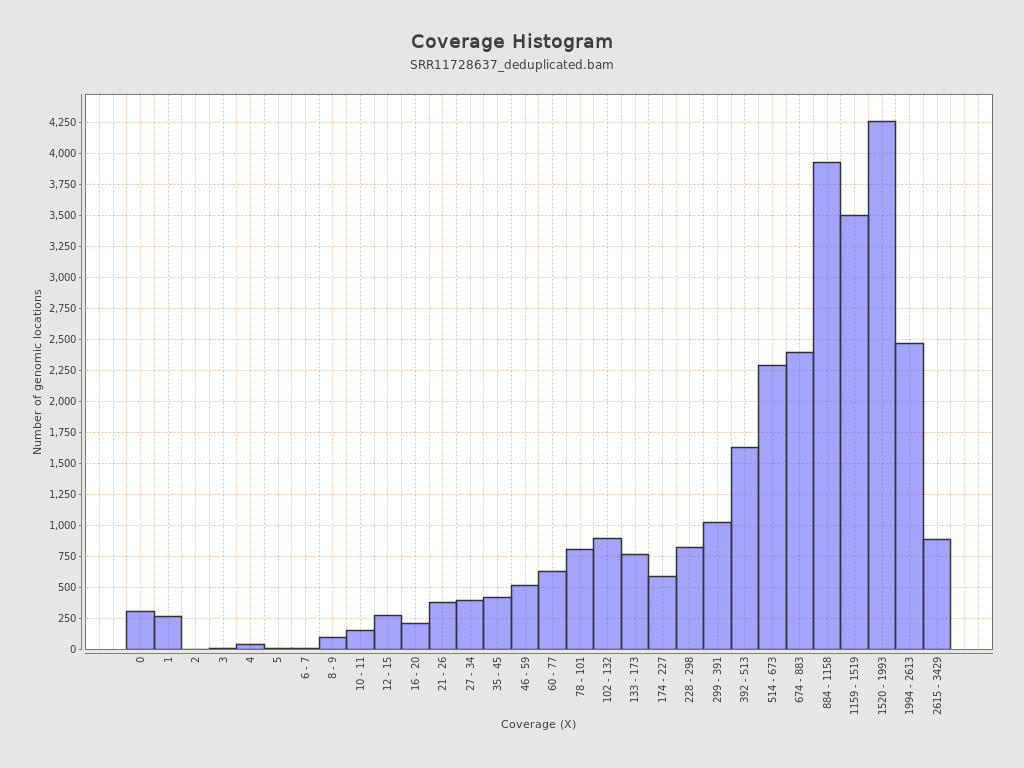 Coverage Histogram
SRR11728637_deduplicated.bam
Number of genomic locations
4,250
4,000
3,750
3,500
3,250
3,000
2,750
2,500
2,250
2,000
1,750
1,500
1,250
1,000
750
500
250
0
0
1
2
3
4
5
6 - 7
8 - 9
10 - 11
12 - 15
16 - 20
21 - 26
27 - 34
35 - 45
46 - 59
60 - 77
78 - 101
102 - 132
133 - 173
174 - 227
228 - 298
299 - 391
392 - 513
514 - 673
674 - 883
884 - 1158
1159 - 1519
1520 - 1993
1994 - 2613
2615 - 3429
Coverage (X)